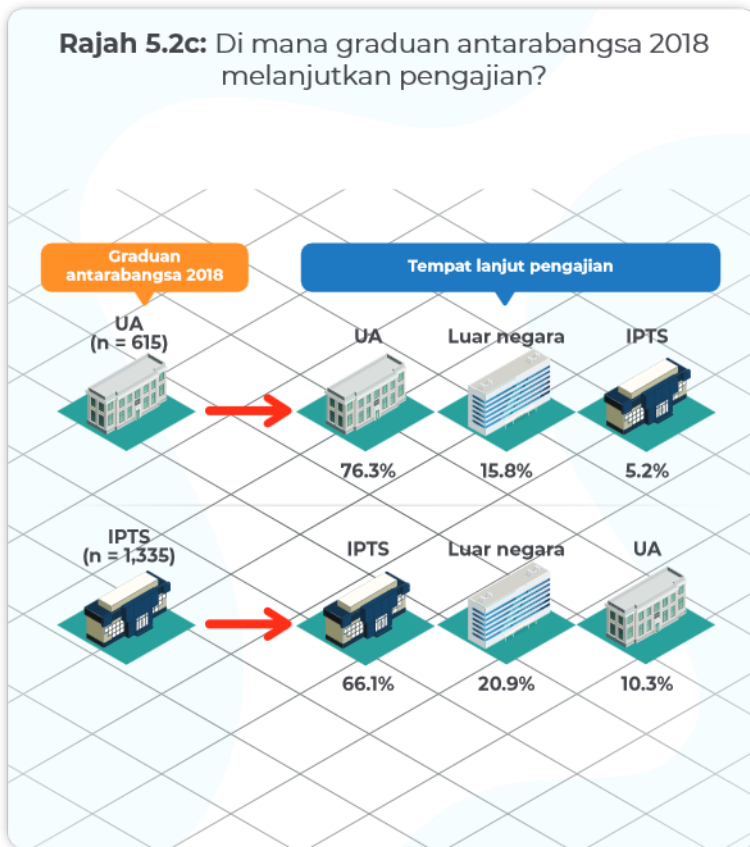 Rajah 5.2c: Di mana graduan antarabangsa 2018
melanjutkan pengajian?
Graduan
antarabangsa 2018
Tempat lanjut pengajian
UA
(n = 615)
UA
Luar negara
IPTS
76.3%
15.8%
5.2%
IPTS
(n = 1,335)
IPTS
Luar negara
UA
66.1%
20.9%
10.3%